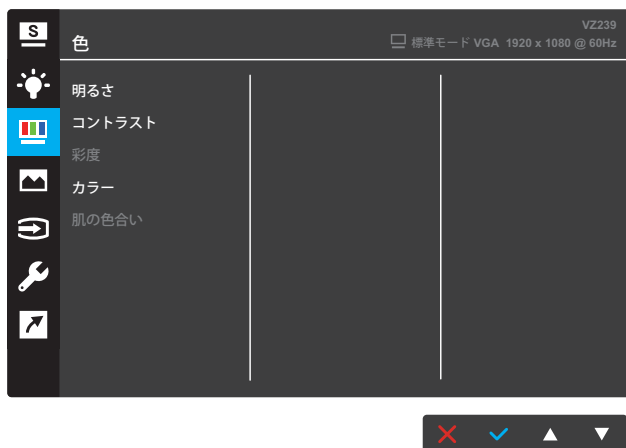 S
VZ239
色
標準モード VGA 1920 x 1080 @ 60Hz
明るさ
コントラスト
彩度
カラー
肌の色合い